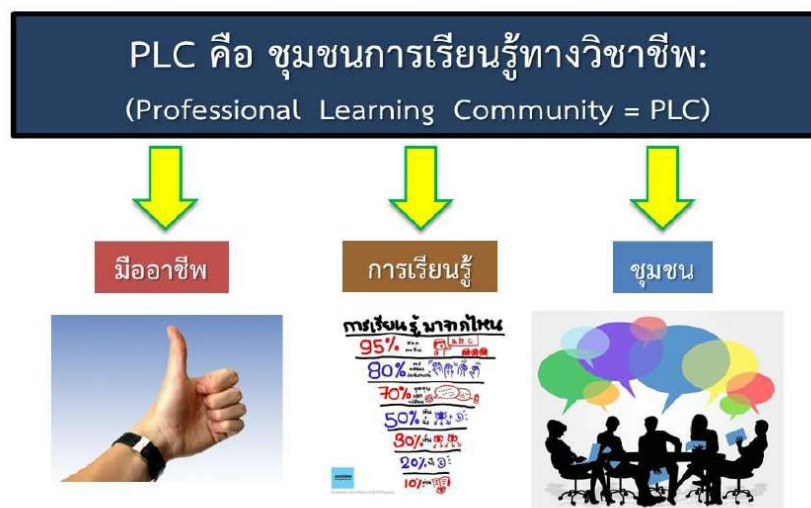 PLC คือ ชุมชนการเรียนรู้ทางวิชาชีพ:
(Professional Learning Community = PLC)
มืออาชีพ
การเรียนรู้
ชุมชน
การเรียนรู้มาจากไหน
95%
80%
70%
50%
30%
20%
10%